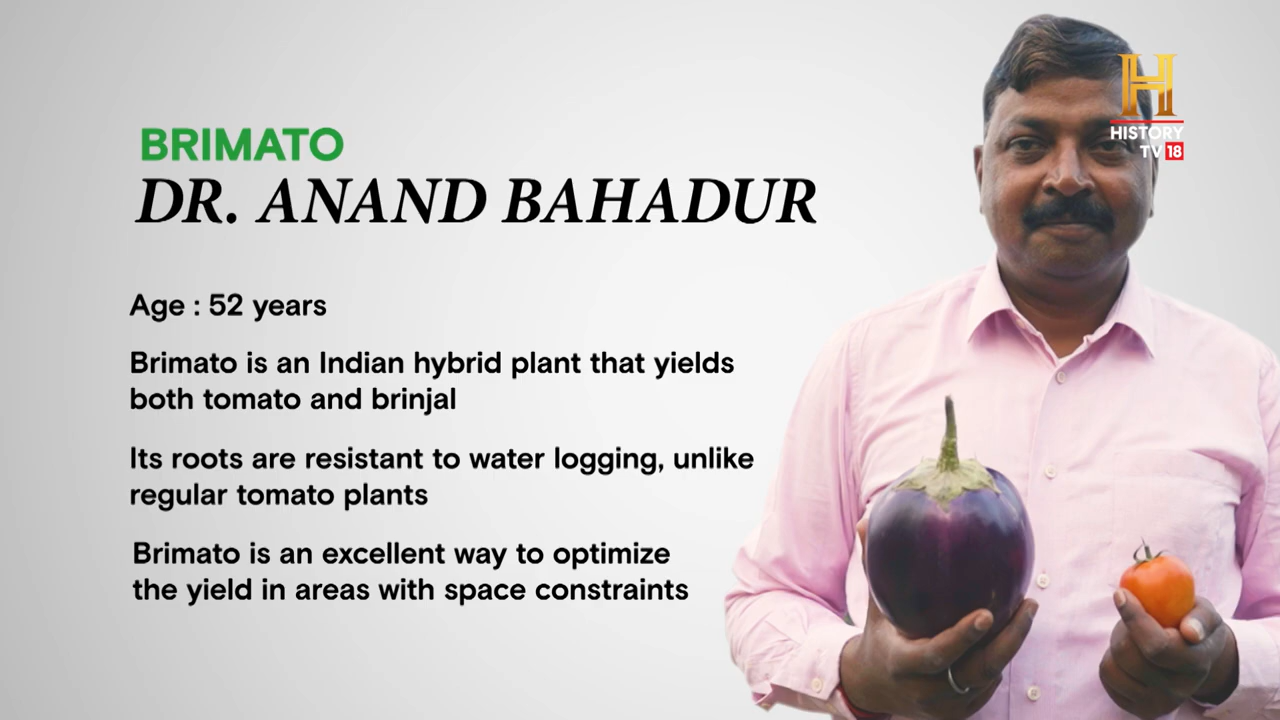 H
HISTORY
TV 18
BRIMATO
DR. ANAND BAHADUR
Age : 52 years
Brimato is an Indian hybrid plant that yields
both tomato and brinjal
Its roots are resistant to water logging, unlike
regular tomato plants
Brimato is an excellent way to optimize
the yield in areas with space constraints